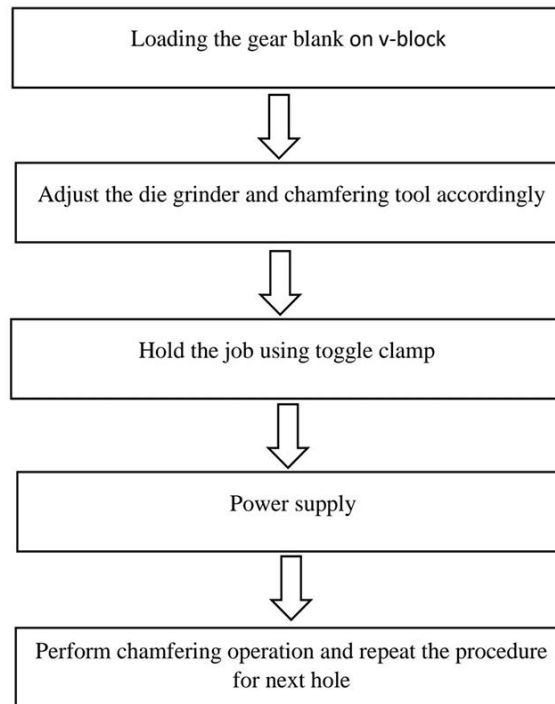 Loading the gear blank on v-block
Adjust the die grinder and chamfering tool accordingly
Hold the job using toggle clamp
Power supply
Perform chamfering operation and repeat the procedure
for next hole